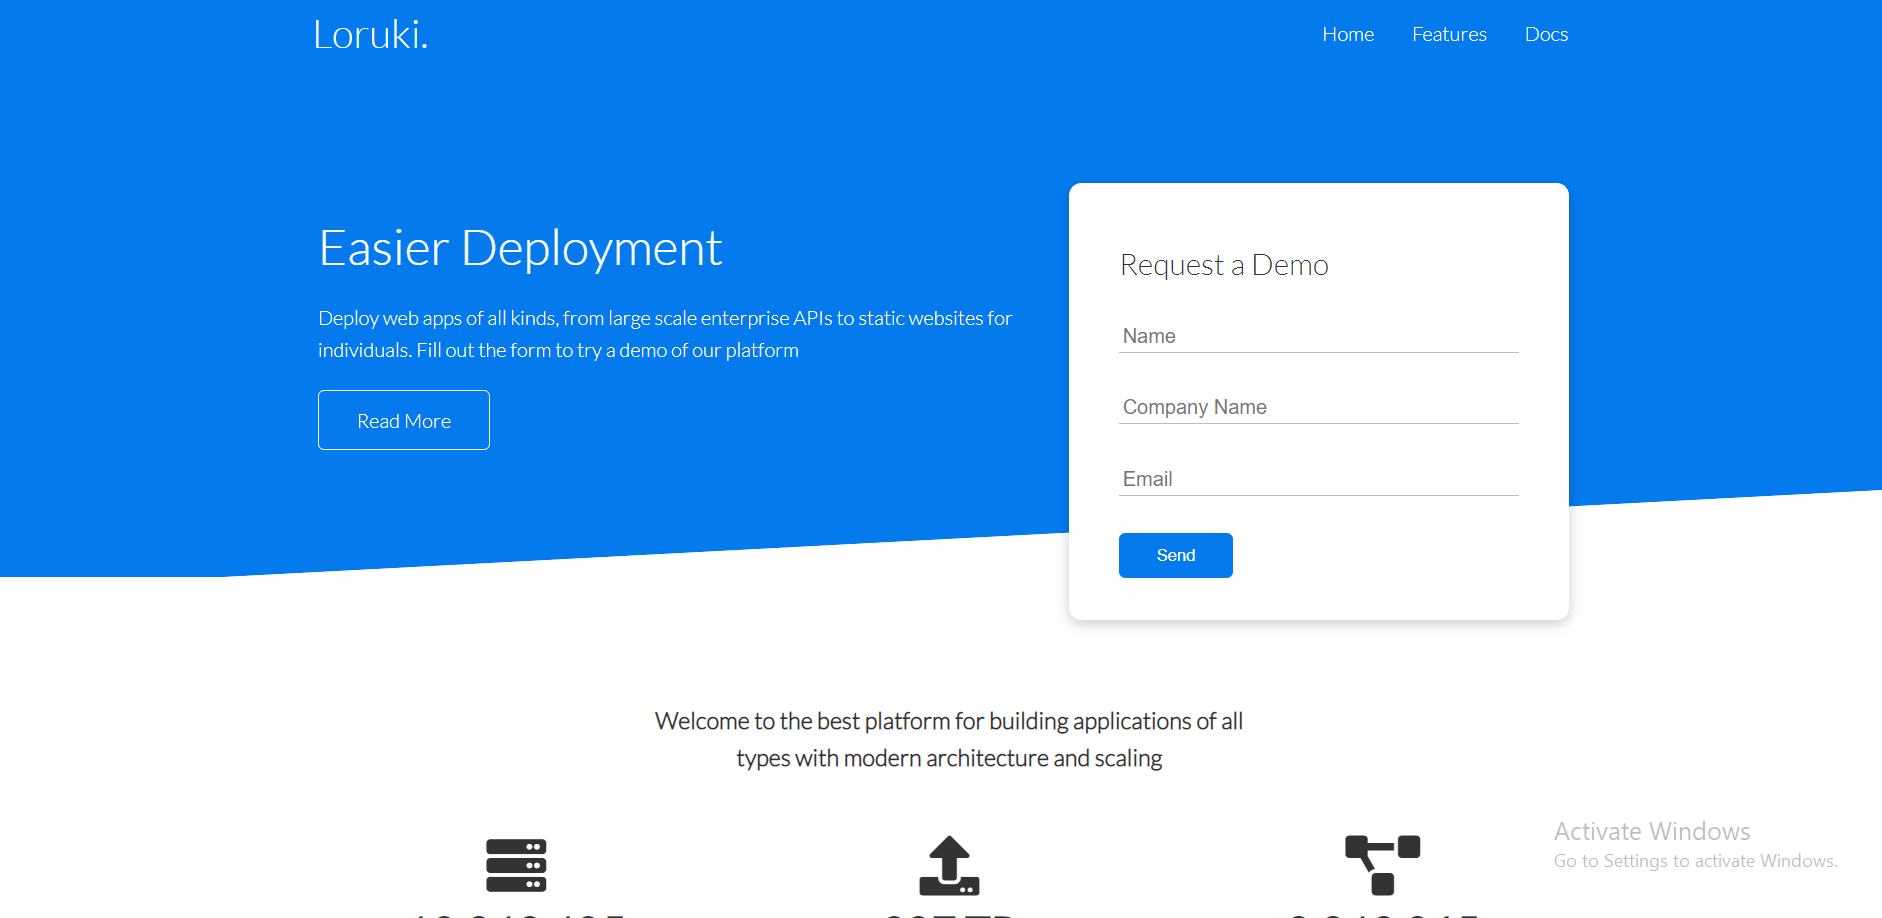 Loruki.
Home Features Docs
Easier Deployment
Deploy web apps of all kinds, from large scale enterprise APIs to static websites for
individuals. Fill out the form to try a demo of our platform
Read More
Request a Demo
Name
Company Name
Email
Send
Welcome to the best platform for building applications of all
types with modern architecture and scaling
Activate Windows
Go to Settings to activate Windows.